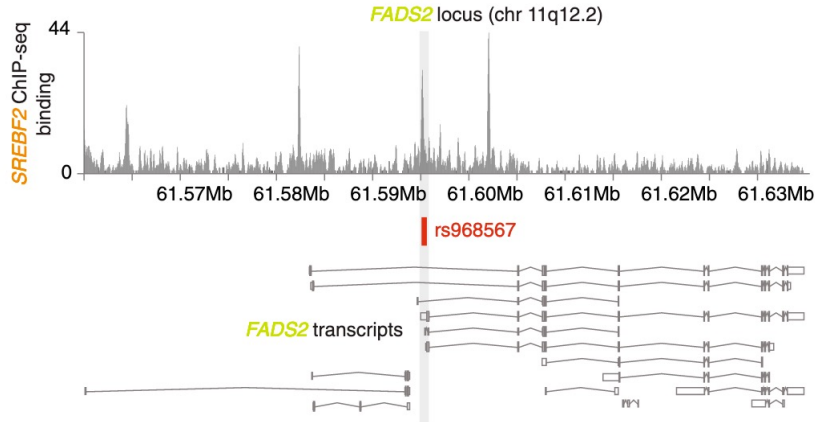 FADS2 locus (chr 11q12.2)
44
SREBF2 ChIP-seq
binding
0
61.57Mb 61.58Mb 61.59Mb 61.60Mb 61.61Mb 61.62Mb 61.63Mb
rs968567
FADS2 transcripts